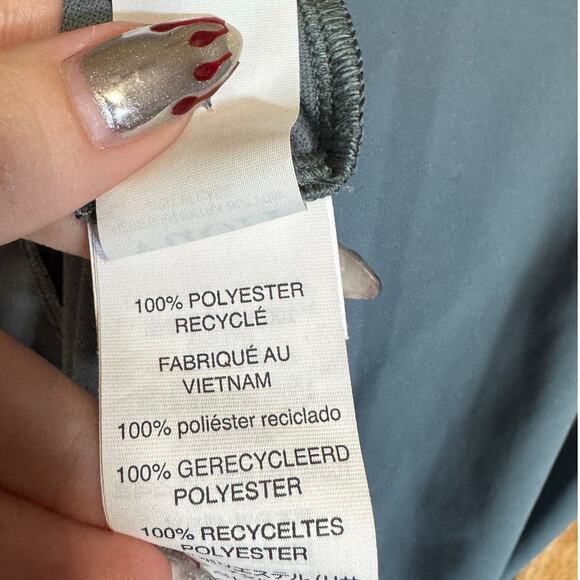 100% POLYESTER
RECYCLÉ
FABRIQUÉ AU
VIETNAM
100% poliéster reciclado
100% GERECYCLEERD
POLYESTER
100% RECYCELTES
POLYESTER